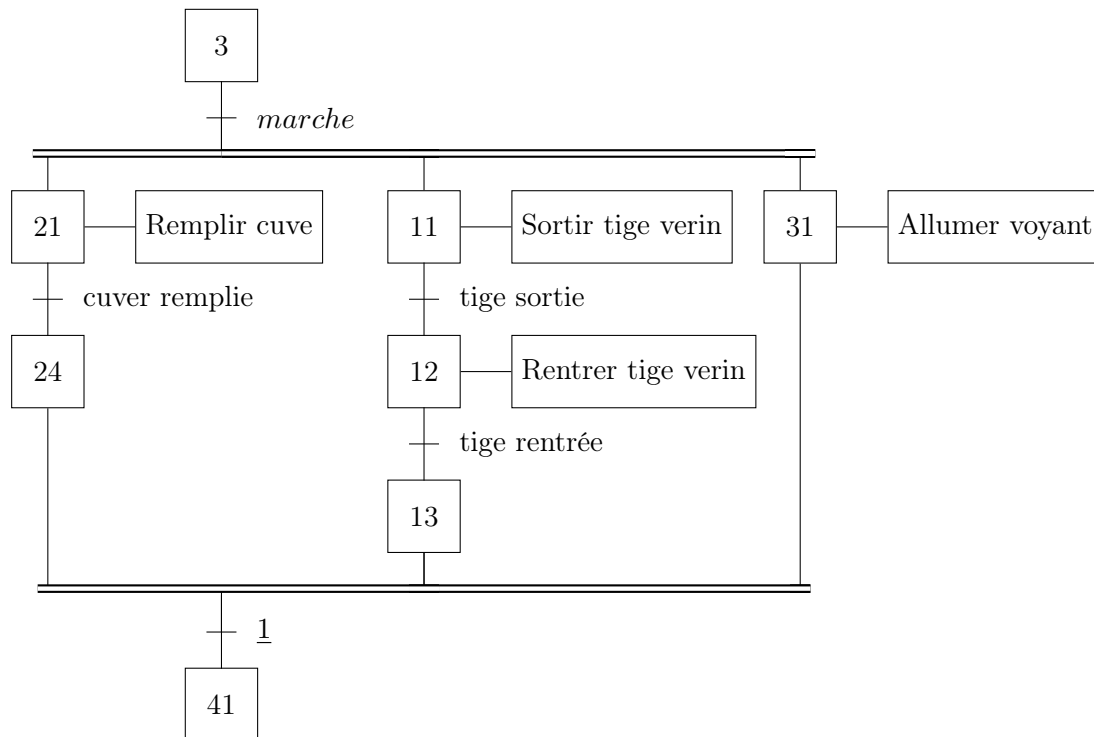 3
marche
21 Remplir cuve 11 Sortir tige verin 31 Allumer voyant
cuver remplie tige sortie
24 12 Rentrer tige verin
tige rentrée
13
1
41